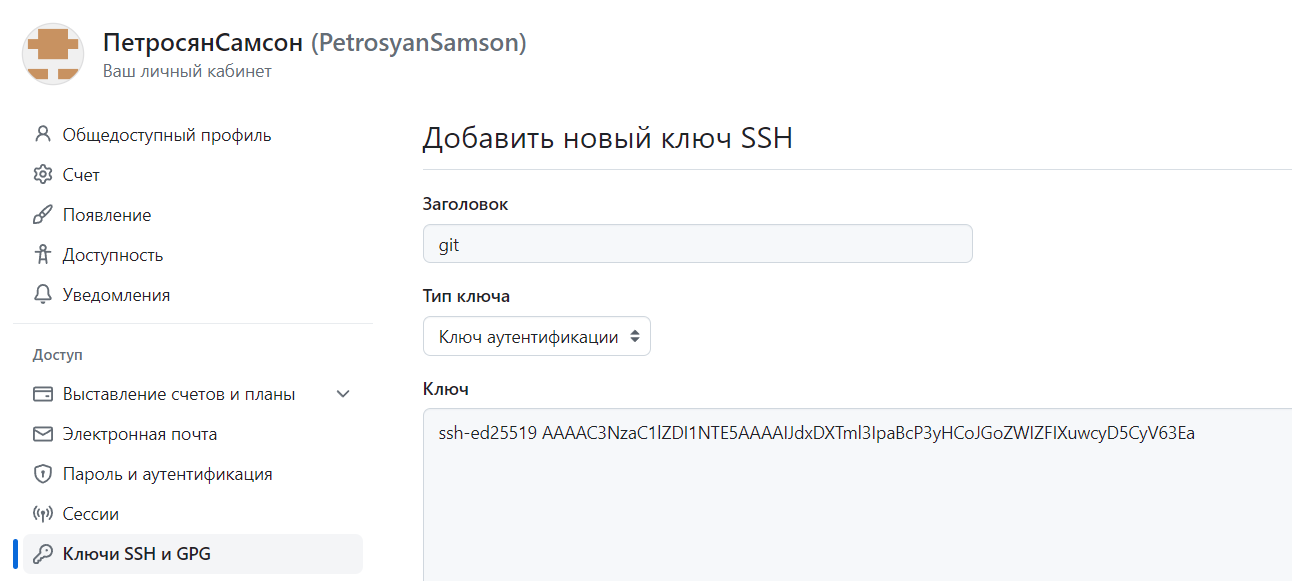 ПетросянСамсон (PetrosyanSamson)
Ваш личный кабинет
Общедоступный профиль
Счет
Появление
Доступность
Уведомления
Доступ
Выставление счетов и планы
Электронная почта
Пароль и аутентификация
Сессии
Ключи SSH и GPG
Добавить новый ключ SSH
Заголовок
git
Тип ключа
Ключ аутентификации
Ключ
ssh-ed25519 AAAAC3NzaC1lZDI1NTE5AAAAIJdxDXTml3IpaBcP3yHCoJGoZWIZFIXuwcyD5CyV63Ea